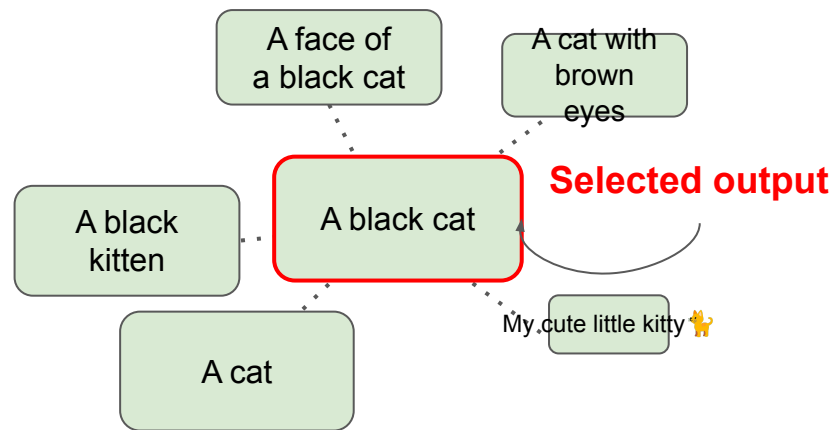 A face of
a black cat
A cat with
brown
eyes
Selected output
A black cat
A black
kitten
My cute little kitty🐈
A cat